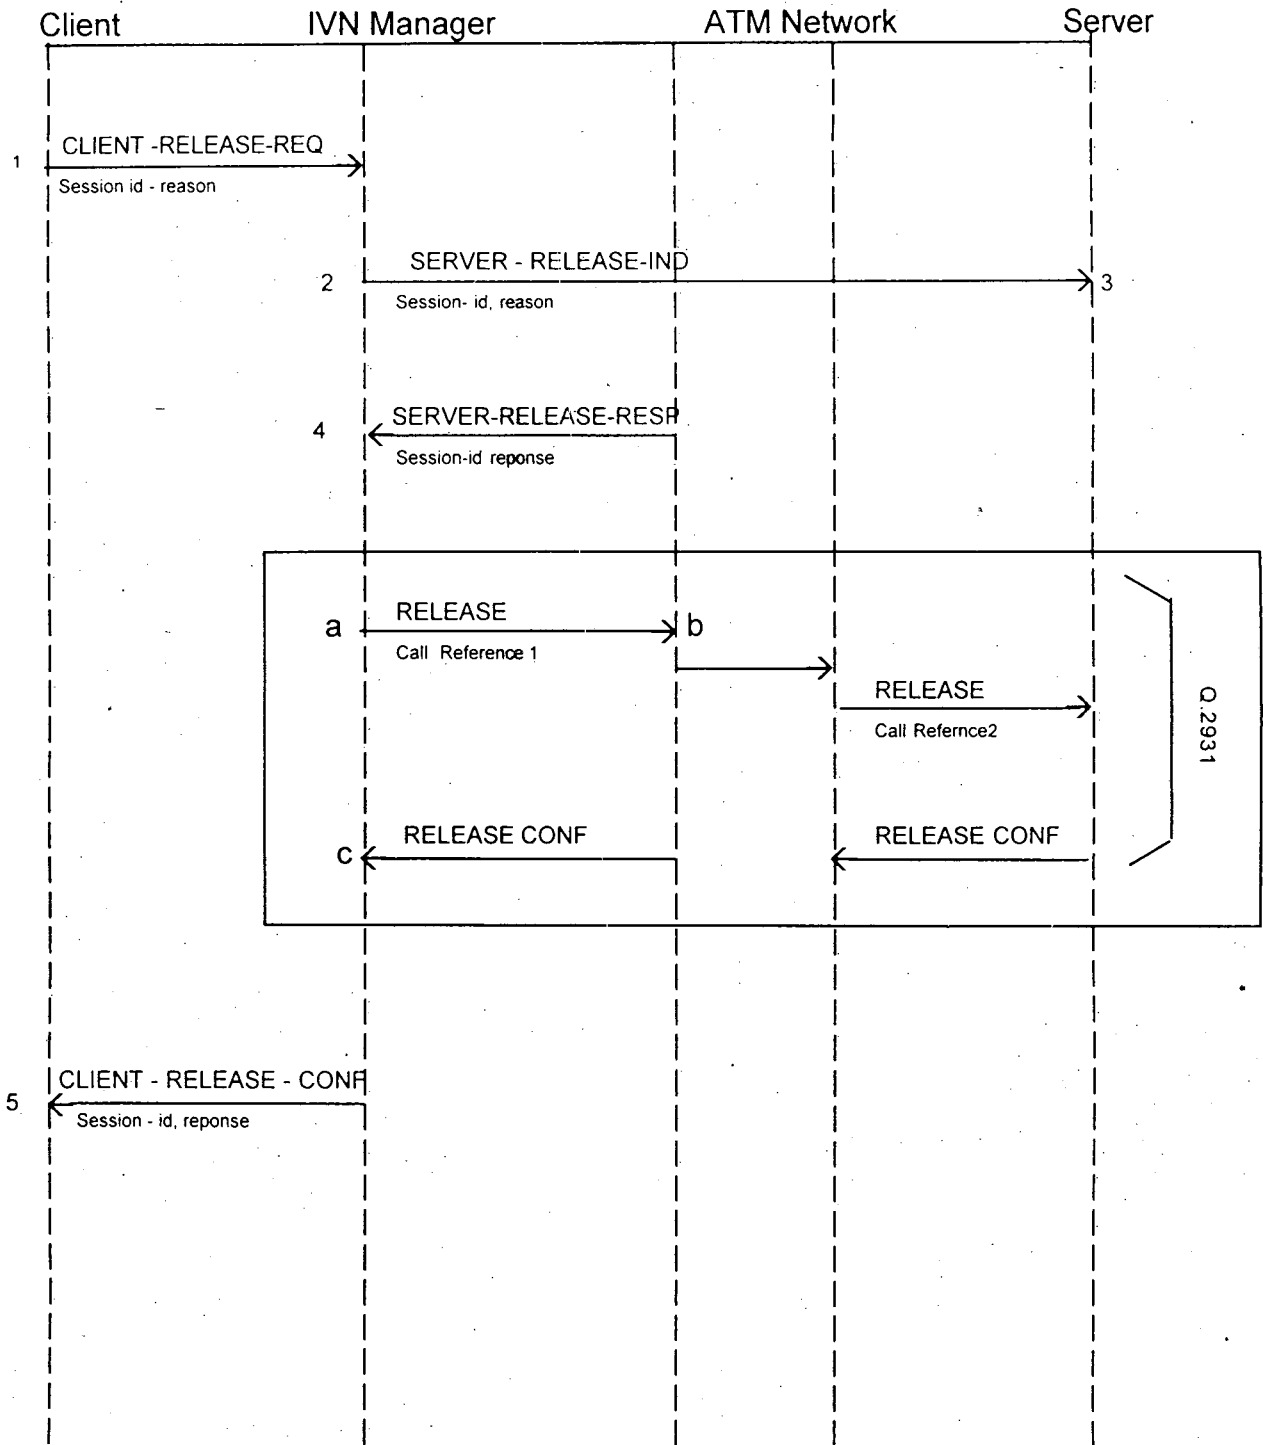 Client IVN Manager ATM Network Server
1 CLIENT -RELEASE-REQ
Session id - reason
2 SERVER - RELEASE-IND 3
Session- id, reason
4 SERVER-RELEASE-RESP
Session-id reponse
a RELEASE b
Call Reference 1
RELEASE
Call Refernce2
Q.2931
c RELEASE CONF RELEASE CONF
5 CLIENT - RELEASE - CONF
Session - id, reponse